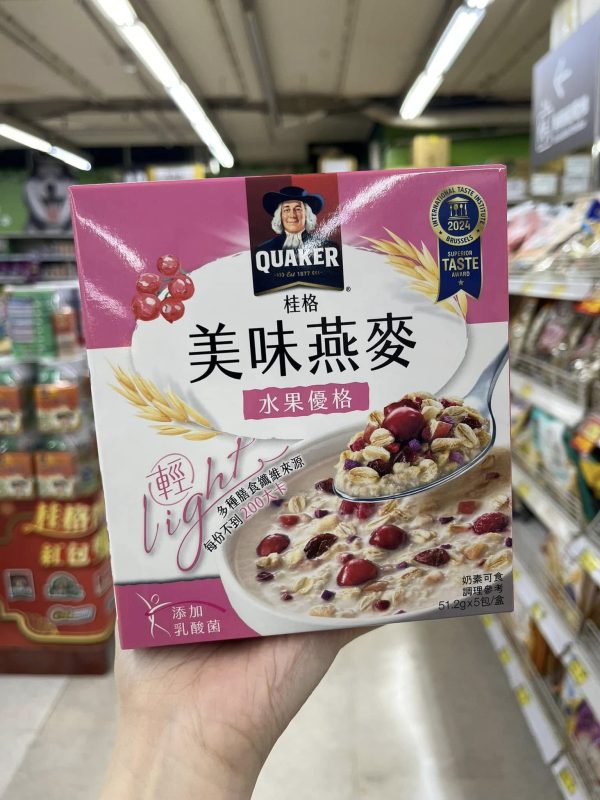 INTERNATIONAL TASTE INSTITUTE
2024
BRUSSELS
SUPERIOR
TASTE
AWARD
QUAKER
Est 1877
®
桂格
美味燕麥
水果優格
輕
light
多種膳食纖維來源
每份不到200大卡
奶素可食
調理參考
51.2g×5包/盒
添加
乳酸菌
桂格
紅包